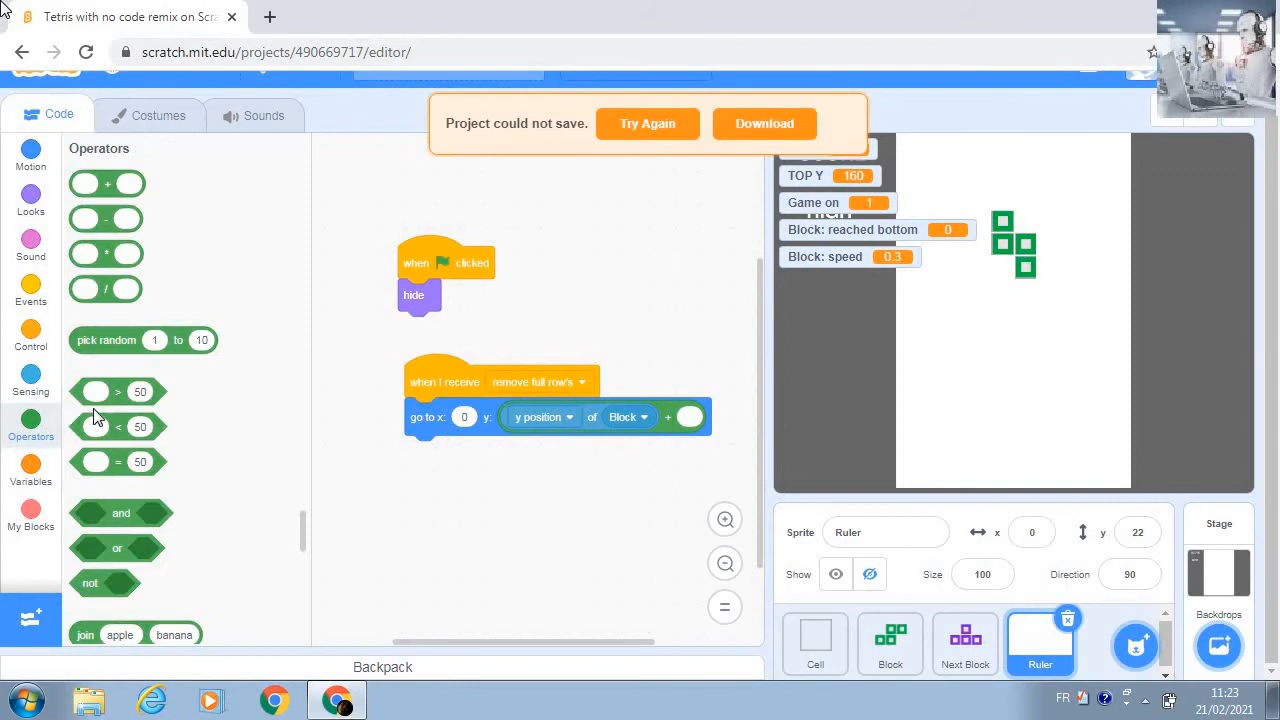 Tetris with no code remix on Scra
scratch.mit.edu/projects/490669717/editor/
Code
Costumes
Sounds
Project could not save.
Try Again
Download
Motion
Looks
Sound
Events
Control
Sensing
Operators
Variables
My Blocks
Operators
+
-
*
/
pick random 1 to 10
> 50
< 50
= 50
and
or
not
join apple banana
when clicked
hide
when I receive remove full row's
go to x: 0 y: y position of Block +
TOP Y 160
Game on 1
Block: reached bottom 0
Block: speed 0.3
Sprite Ruler x 0 y 22
Show Size 100 Direction 90
Cell
Block
Next Block
Ruler
Stage
Backdrops
Backpack
FR
11:23
21/02/2021